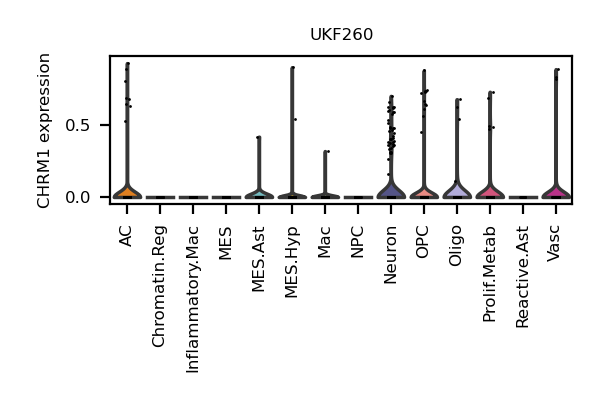 UKF260
CHRM1 expression
0.5
0.0
AC
Chromatin.Reg
Inflammatory.Mac
MES
MES.Ast
MES.Hyp
Mac
NPC
Neuron
OPC
Oligo
Prolif.Metab
Reactive.Ast
Vasc